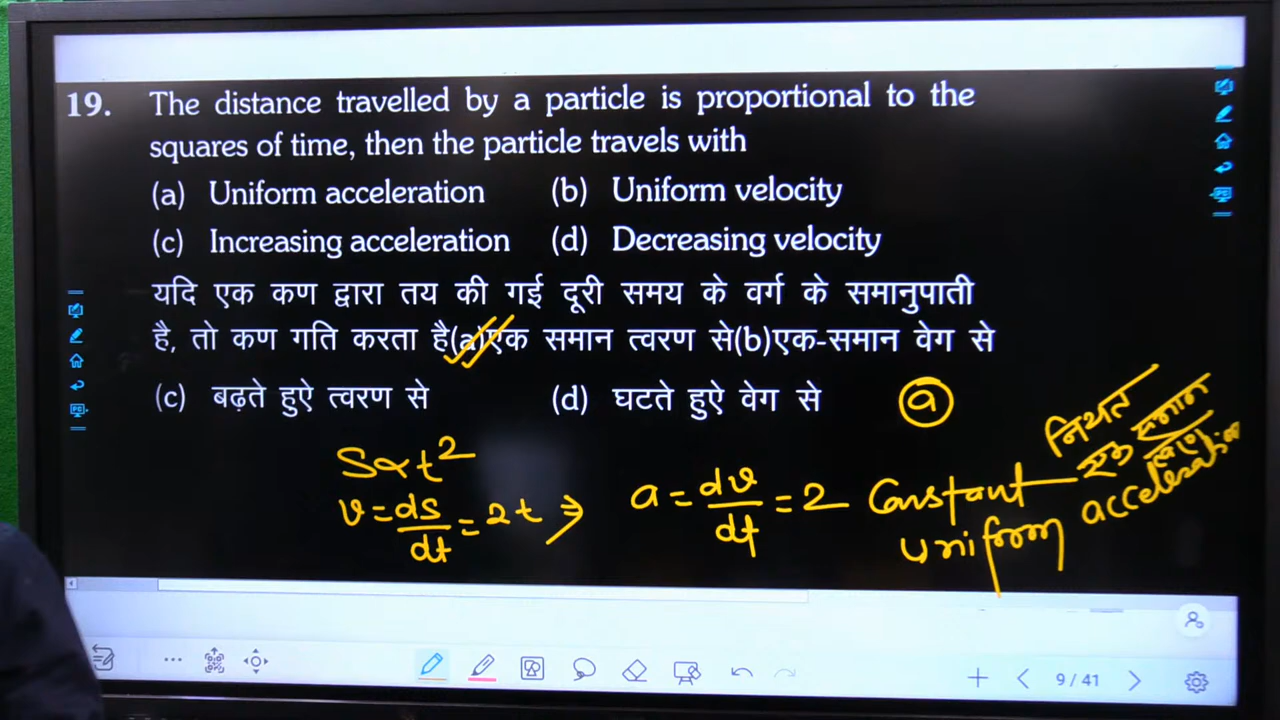 19. The distance travelled by a particle is proportional to the
squares of time, then the particle travels with
(a) Uniform acceleration (b) Uniform velocity
(c) Increasing acceleration (d) Decreasing velocity
यदि एक कण द्वारा तय की गई दूरी समय के वर्ग के समानुपाती
है, तो कण गति करता है(a)एक समान त्वरण से(b)एक-समान वेग से
(c) बढ़ते हुऐ त्वरण से (d) घटते हुऐ वेग से
a
S∝t²
v = ds/dt = 2t ⇒ a = dv/dt = 2 Constant
नियत
एक समान
त्वरण
uniform acceleration
9 / 41